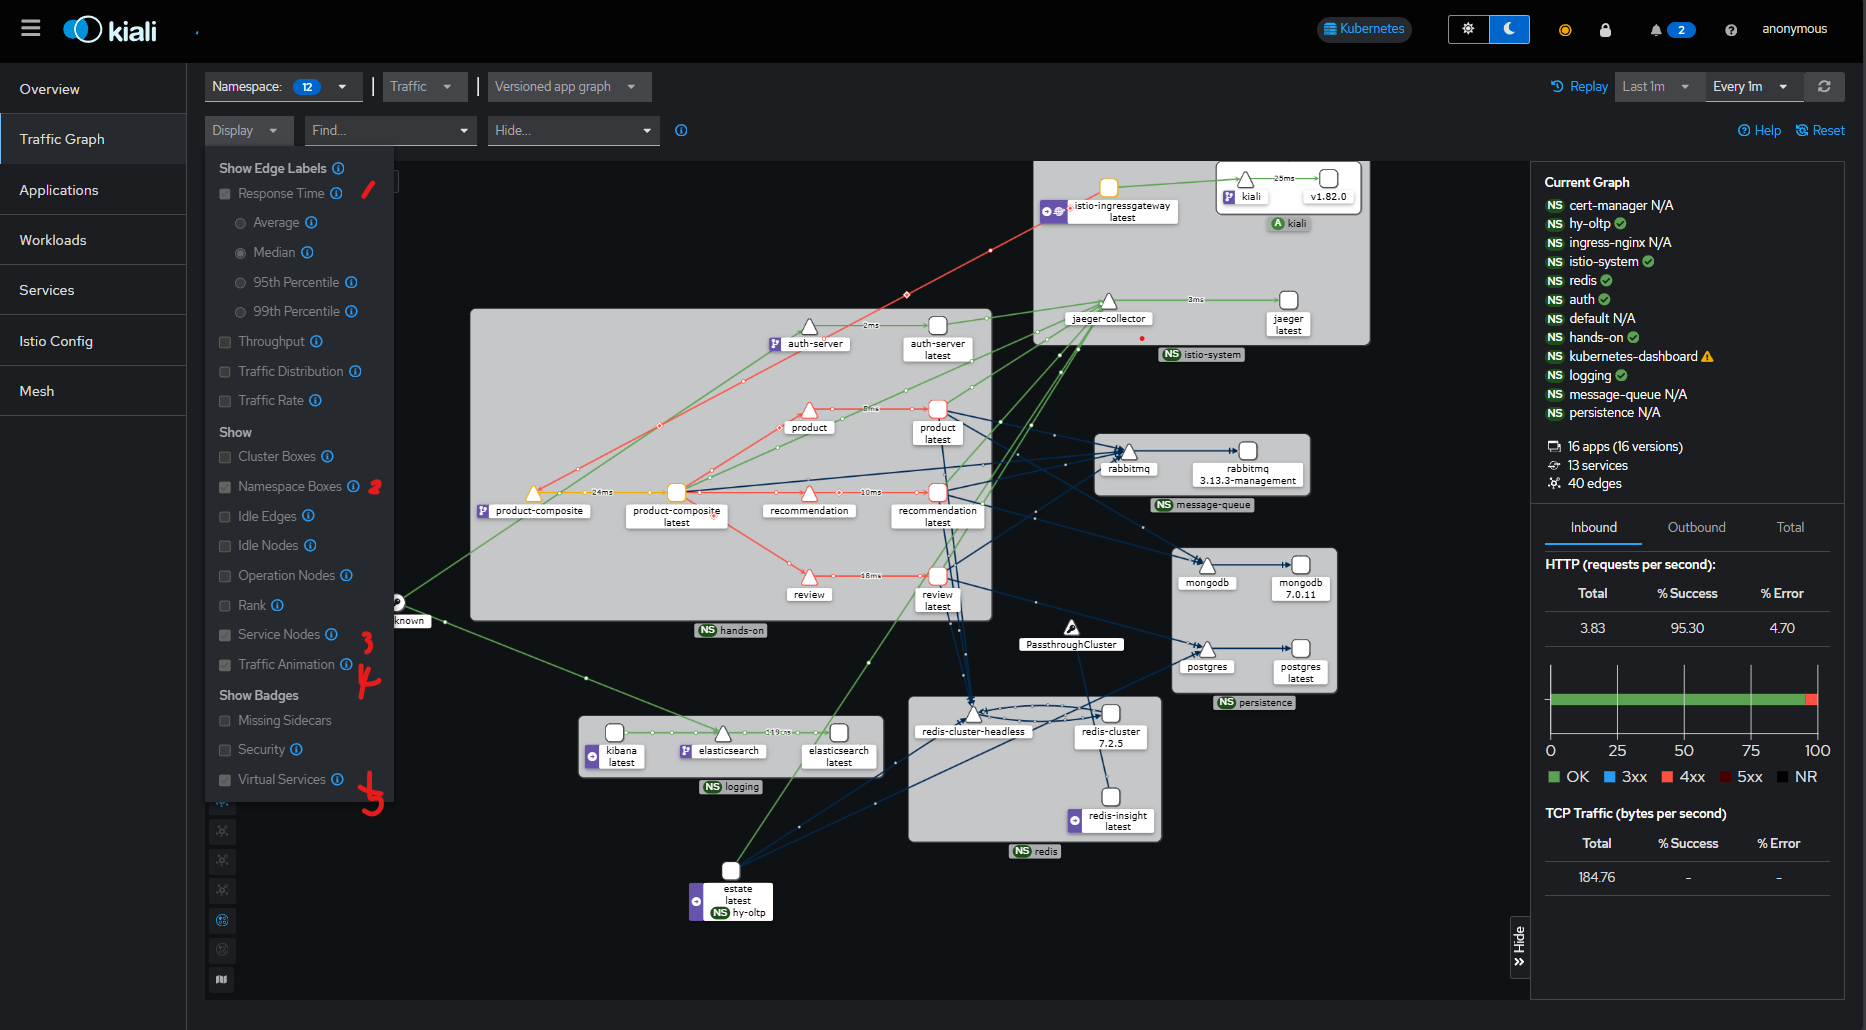 kiali
Kubernetes
2
anonymous
Overview
Traffic Graph
Applications
Workloads
Services
Istio Config
Mesh
Namespace: 12
Traffic
Versioned app graph
Replay
Last 1m
Every 1m
Display
Find...
Hide...
Help
Reset
Show Edge Labels
Response Time 1
Average
Median
95th Percentile
99th Percentile
Throughput
Traffic Distribution
Traffic Rate
Show
Cluster Boxes
Namespace Boxes 2
Idle Edges
Idle Nodes
Operation Nodes
Rank
Service Nodes 3
Traffic Animation 4
Show Badges
Missing Sidecars
Security
Virtual Services 5
istio-ingressgateway
latest
25ms
kiali
v1.82.0
A kiali
jaeger-collector
3ms
jaeger
latest
NS istio-system
auth-server
2ms
auth-server
latest
product
5ms
product
latest
product-composite
24ms
product-composite
latest
recommendation
10ms
recommendation
latest
review
18ms
review
latest
NS hands-on
known
rabbitmq
rabbitmq
3.13.3-management
NS message-queue
mongodb
mongodb
7.0.11
postgres
postgres
latest
NS persistence
PassthroughCluster
kibana
latest
elasticsearch
119ms
elasticsearch
latest
NS logging
redis-cluster-headless
redis-cluster
7.2.5
redis-insight
latest
NS redis
estate
latest
NS hy-oltp
Hide
Current Graph
NS cert-manager N/A
NS hy-oltp
NS ingress-nginx N/A
NS istio-system
NS redis
NS auth
NS default N/A
NS hands-on
NS kubernetes-dashboard
NS logging
NS message-queue N/A
NS persistence N/A
16 apps (16 versions)
13 services
40 edges
Inbound Outbound Total
HTTP (requests per second):
Total % Success % Error
3.83 95.30 4.70
0 25 50 75 100
OK 3xx 4xx 5xx NR
TCP Traffic (bytes per second)
Total % Success % Error
184.76 - -